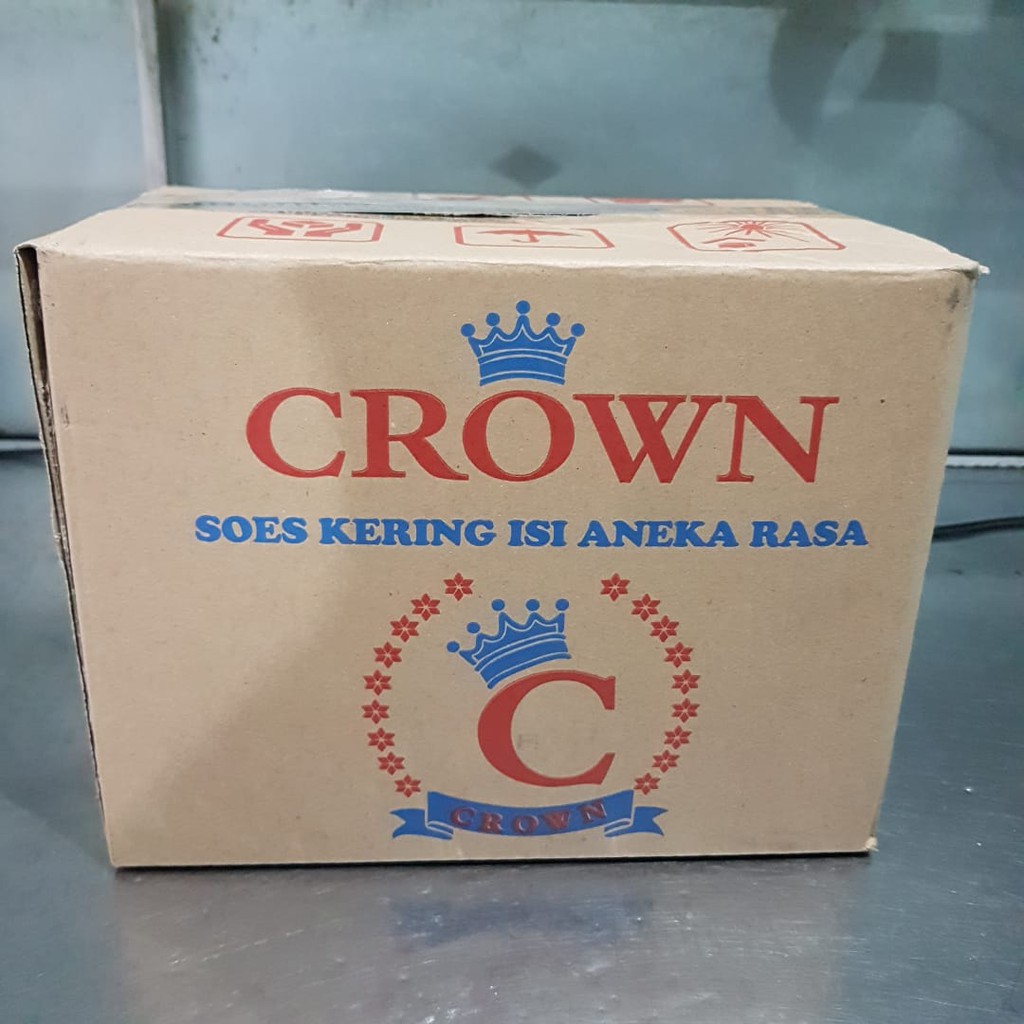 CROWN
SOES KERING ISI ANEKA RASA
C
CROWN